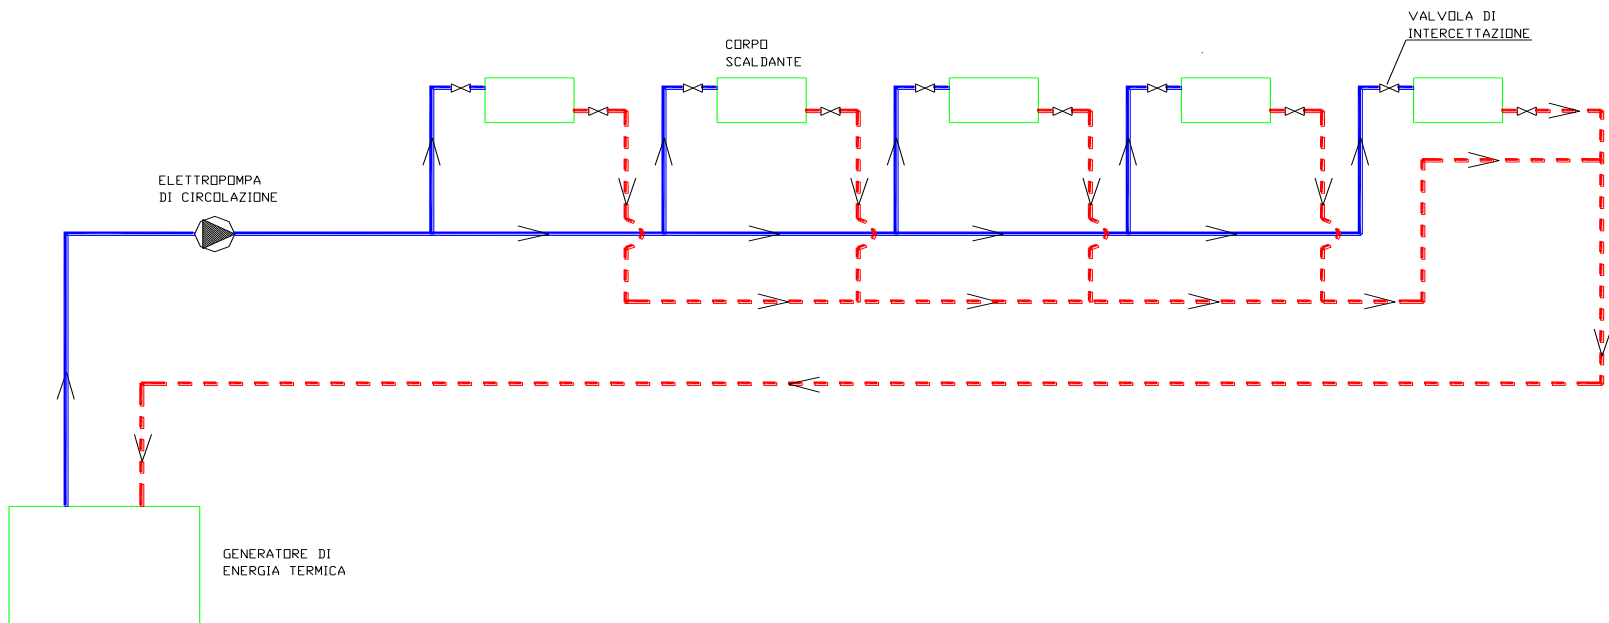 VALVOLA DI
INTERCETTAZIONE
CORPO
SCALDANTE
ELETTROPOMPA
DI CIRCOLAZIONE
GENERATORE DI
ENERGIA TERMICA